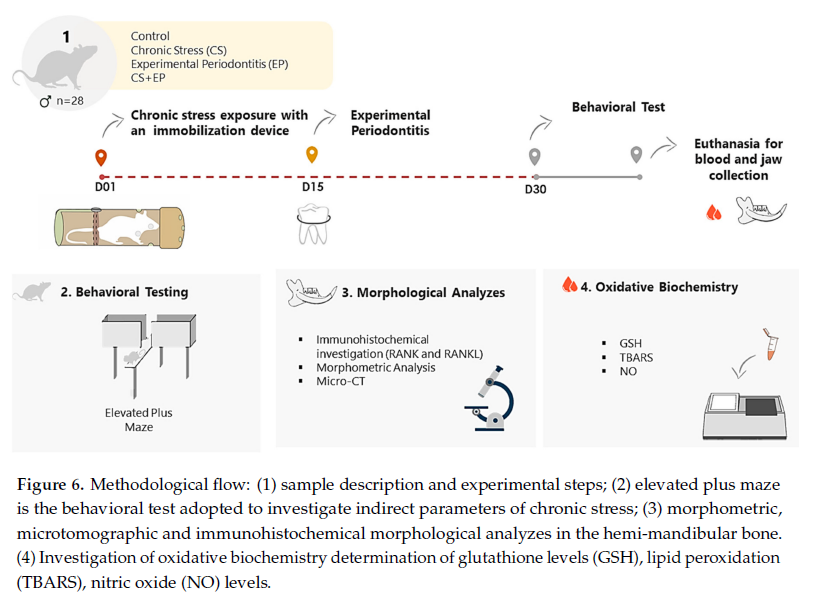 1
♂ n=28
Control
Chronic Stress (CS)
Experimental Periodontitis (EP)
CS+EP
Chronic stress exposure with
an immobilization device
Experimental
Periodontitis
Behavioral Test
Euthanasia for
blood and jaw
collection
D01
D15
D30
2. Behavioral Testing
Elevated Plus
Maze
3. Morphological Analyzes
▪ Immunohistochemical
investigation (RANK and RANKL)
▪ Morphometric Analysis
▪ Micro-CT
4. Oxidative Biochemistry
▪ GSH
▪ TBARS
▪ NO
Figure 6. Methodological flow: (1) sample description and experimental steps; (2) elevated plus maze
is the behavioral test adopted to investigate indirect parameters of chronic stress; (3) morphometric,
microtomographic and immunohistochemical morphological analyzes in the hemi-mandibular bone.
(4) Investigation of oxidative biochemistry determination of glutathione levels (GSH), lipid peroxidation
(TBARS), nitric oxide (NO) levels.